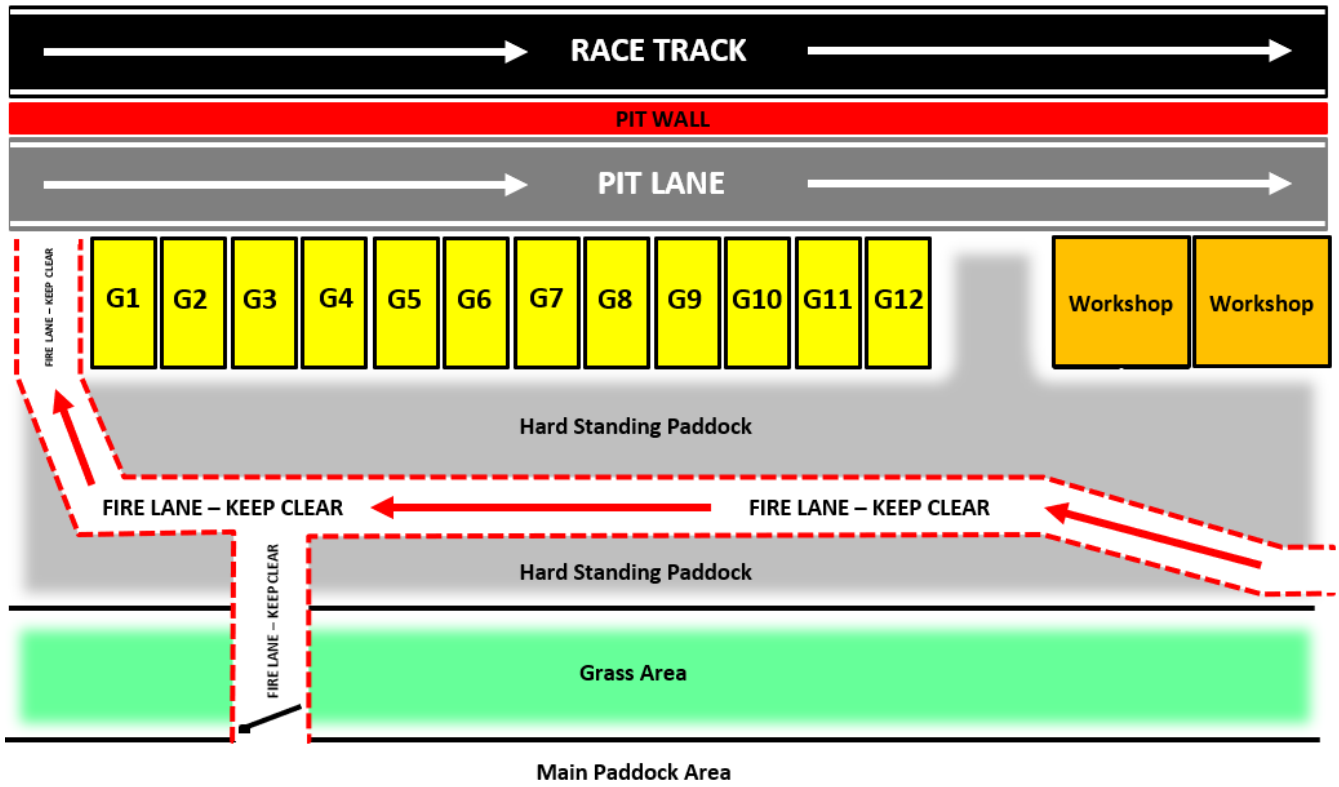 RACE TRACK
PIT WALL
PIT LANE
FIRE LANE – KEEP CLEAR
G1
G2
G3
G4
G5
G6
G7
G8
G9
G10
G11
G12
Workshop
Workshop
Hard Standing Paddock
FIRE LANE – KEEP CLEAR
FIRE LANE – KEEP CLEAR
FIRE LANE – KEEP CLEAR
Hard Standing Paddock
Grass Area
Main Paddock Area